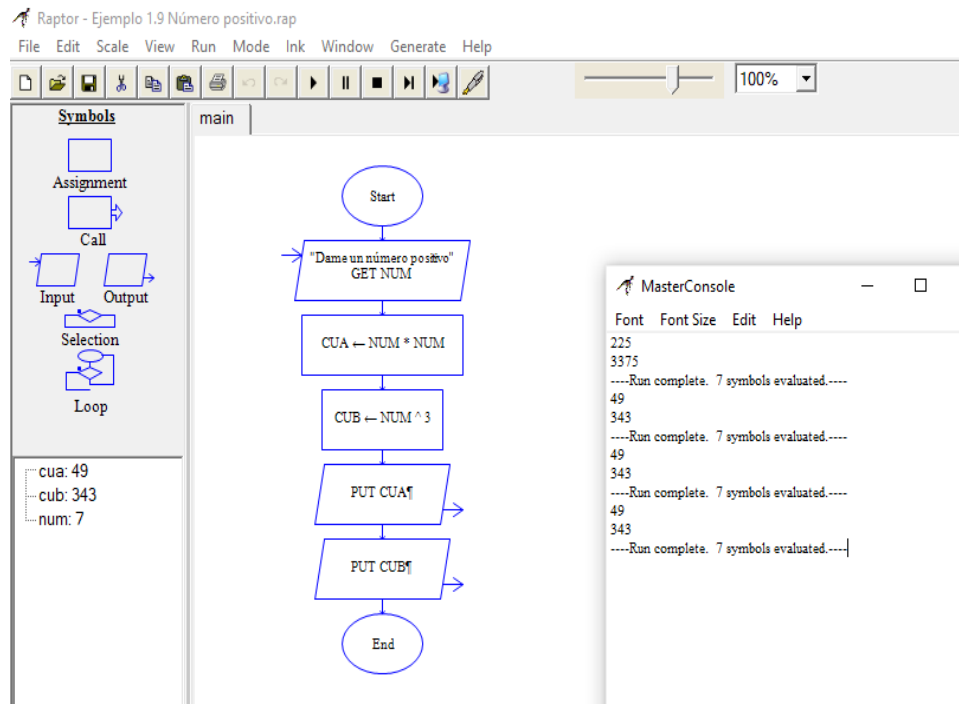 Raptor - Ejemplo 1.9 Número positivo.rap
File Edit Scale View Run Mode Ink Window Generate Help
100%
Symbols
Assignment
Call
Input Output
Selection
Loop
cua: 49
cub: 343
num: 7
main
Start
"Dame un número positivo"
GET NUM
CUA ← NUM * NUM
CUB ← NUM ^ 3
PUT CUA¶
PUT CUB¶
End
MasterConsole
Font Font Size Edit Help
225
3375
----Run complete. 7 symbols evaluated.----
49
343
----Run complete. 7 symbols evaluated.----
49
343
----Run complete. 7 symbols evaluated.----
49
343
----Run complete. 7 symbols evaluated.----